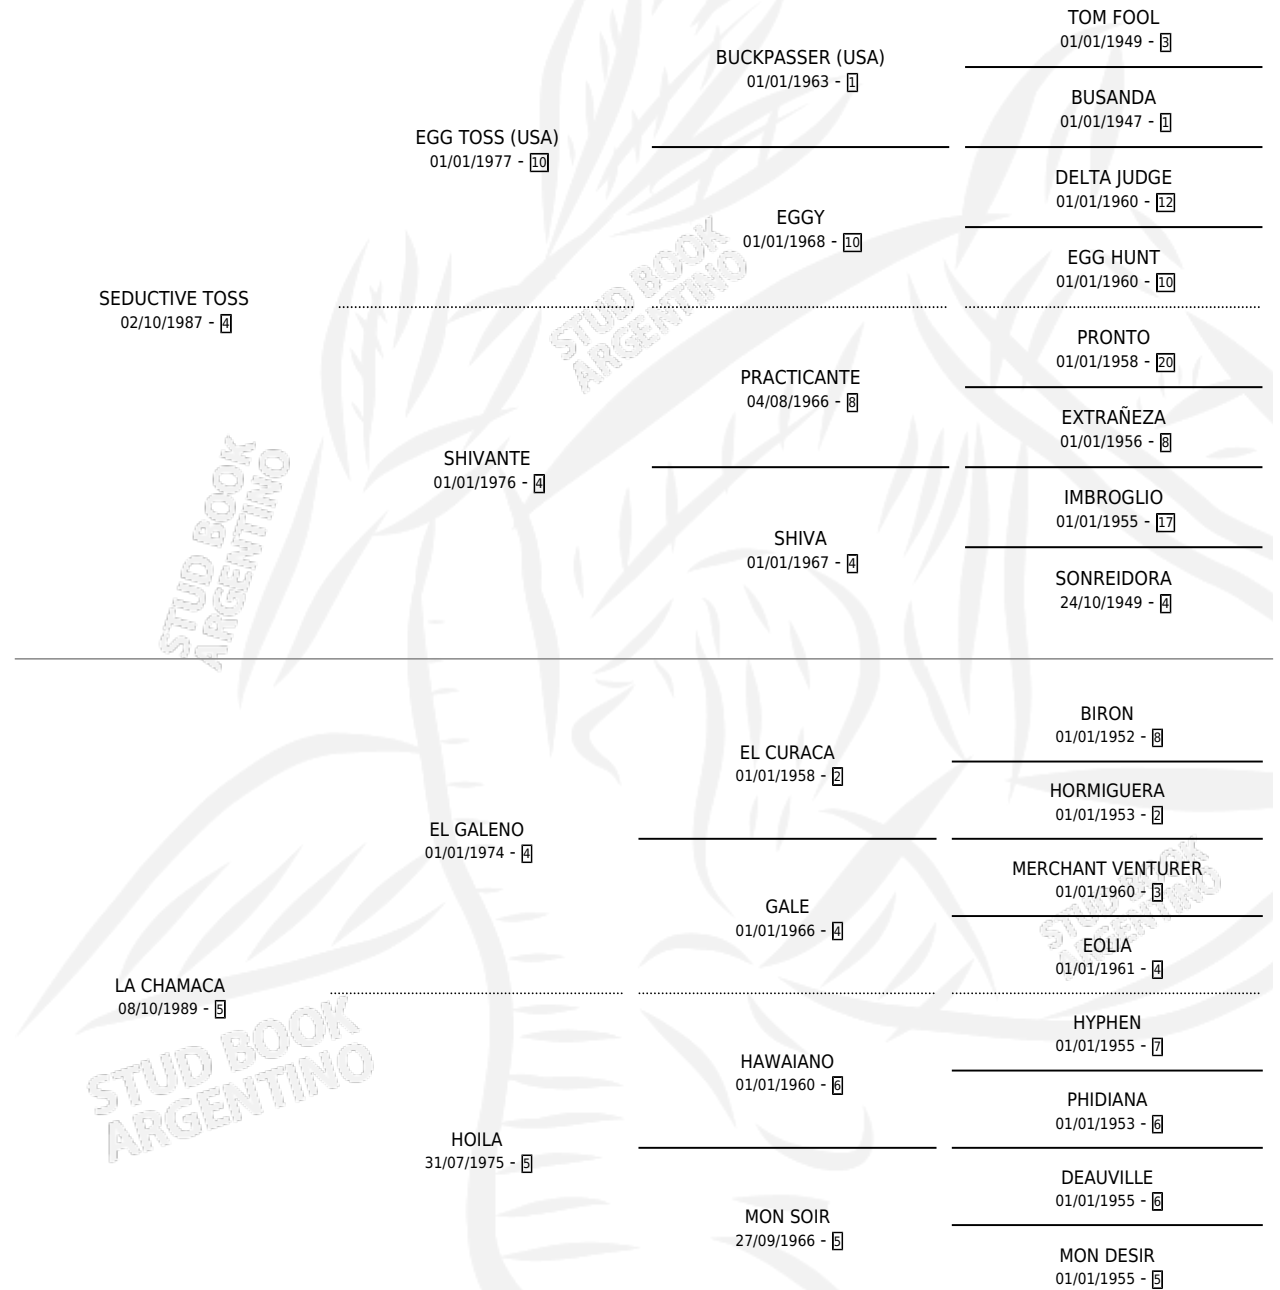 TOM FOOL
01/01/1949 - 3
BUCKPASSER (USA)
01/01/1963 - 1
BUSANDA
01/01/1947 - 1
EGG TOSS (USA)
01/01/1977 - 10
DELTA JUDGE
01/01/1960 - 12
EGGY
01/01/1968 - 10
EGG HUNT
01/01/1960 - 10
SEDUCTIVE TOSS
02/10/1987 - 4
PRONTO
01/01/1958 - 20
PRACTICANTE
04/08/1966 - 8
EXTRAÑEZA
01/01/1956 - 8
SHIVANTE
01/01/1976 - 4
IMBROGLIO
01/01/1955 - 17
SHIVA
01/01/1967 - 4
SONREIDORA
24/10/1949 - 4
STUD BOOK
ARGENTINO
STUD BOOK
ARGENTINO
BIRON
01/01/1952 - 8
EL CURACA
01/01/1958 - 2
HORMIGUERA
01/01/1953 - 2
EL GALENO
01/01/1974 - 4
MERCHANT VENTURER
01/01/1960 - 3
GALE
01/01/1966 - 4
EOLIA
01/01/1961 - 4
STUD BOOK
ARGENTINO
LA CHAMACA
08/10/1989 - 5
STUD BOOK
ARGENTINO
HYPHEN
01/01/1955 - 7
HAWAIANO
01/01/1960 - 6
PHIDIANA
01/01/1953 - 6
HOILA
31/07/1975 - 5
DEAUVILLE
01/01/1955 - 6
MON SOIR
27/09/1966 - 5
MON DESIR
01/01/1955 - 5